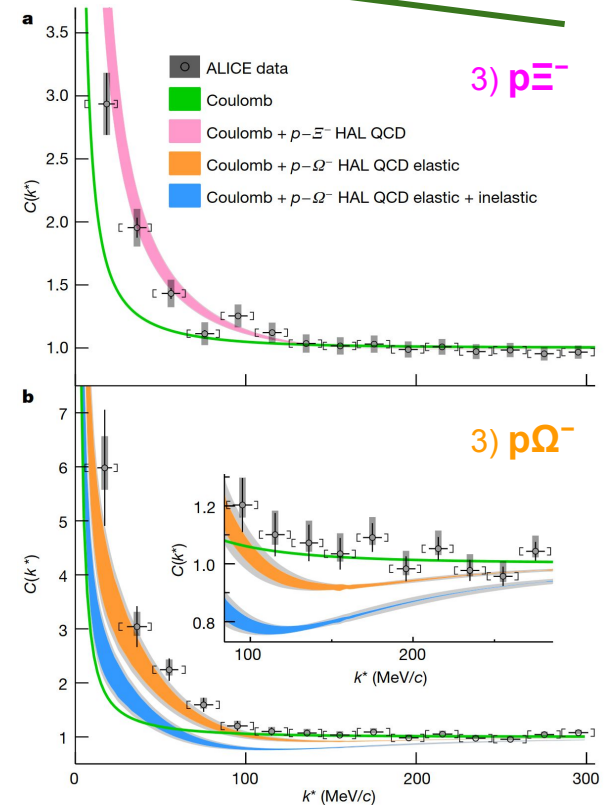 a
3.5
3.0
2.5
2.0
1.5
1.0
C(k*)
ALICE data
Coulomb
Coulomb + p–Ξ⁻ HAL QCD
Coulomb + p–Ω⁻ HAL QCD elastic
Coulomb + p–Ω⁻ HAL QCD elastic + inelastic
3) pΞ⁻
b
7
6
5
4
3
2
1
C(k*)
3) pΩ⁻
1.2
1.0
0.8
C(k*)
100 200
k* (MeV/c)
0 100 200 300
k* (MeV/c)